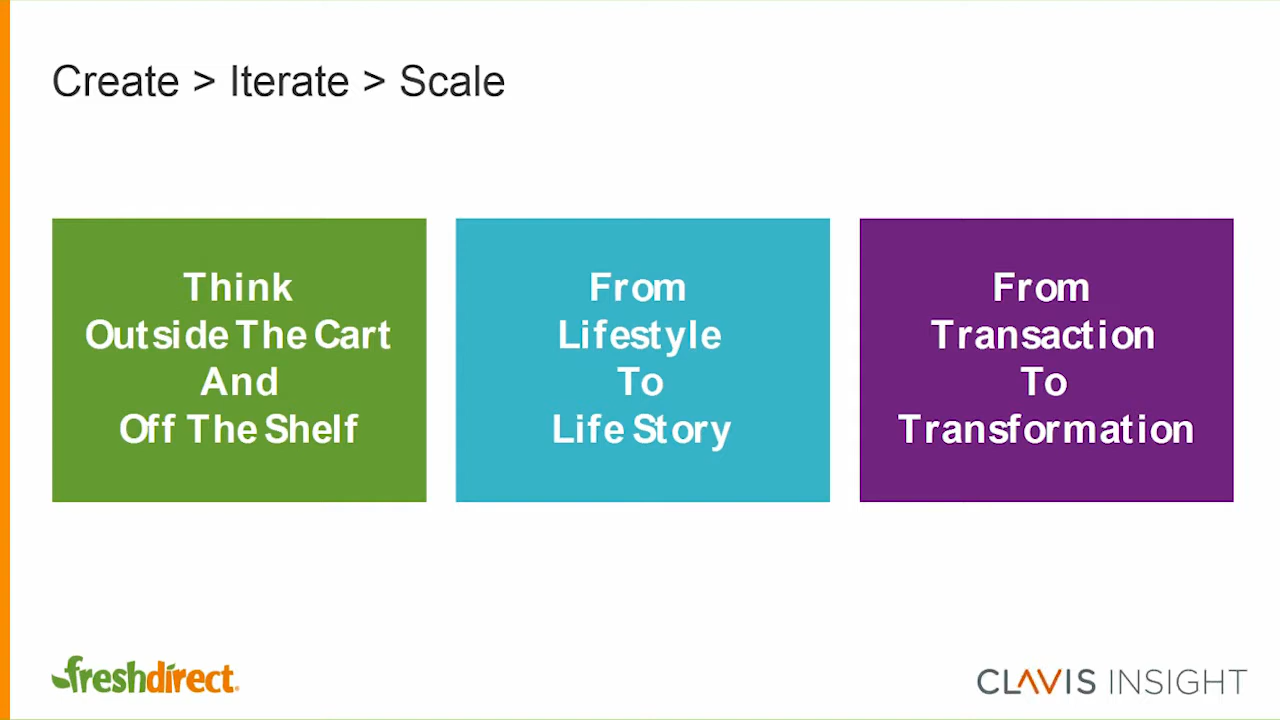 Create > Iterate > Scale
Think
Outside The Cart
And
Off The Shelf
From
Lifestyle
To
Life Story
From
Transaction
To
Transformation
freshdirect®
CLAVIS INSIGHT